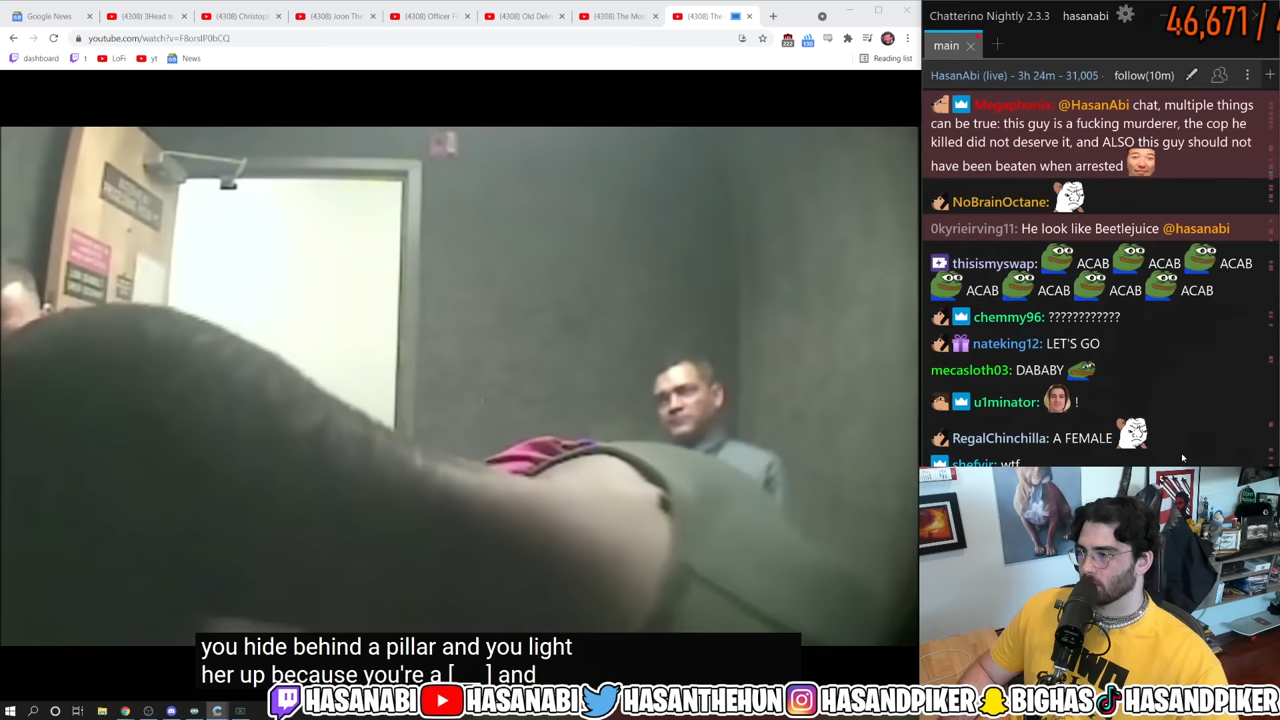 Google News
(4308) 3Head tr
(4308) Christop
(4308) Joon The
(4308) Officer F
(4308) Old Dele
(4308) The Mo
(4308) The
youtube.com/watch?v=F8orsIP0bCQ
dashboard
t
LoFi
yt
News
Reading list
you hide behind a pillar and you light
her up because you're a [ __ ] and
Chatterino Nightly 2.3.3
hasanabi
46,671 /
main
HasanAbi (live) - 3h 24m - 31,005 - follow(10m)
Megaphonix: @HasanAbi chat, multiple things
can be true: this guy is a fucking murderer, the cop he
killed did not deserve it, and ALSO this guy should not
have been beaten when arrested
NoBrainOctane:
0kyrieirving11: He look like Beetlejuice @hasanabi
thisismyswap: ACAB ACAB ACAB
ACAB ACAB ACAB ACAB
chemmy96: ????????????
nateking12: LET'S GO
mecasloth03: DABABY
u1minator: !
RegalChinchilla: A FEMALE
shefvir: wtf
HASANABI HASANABI HASANTHEHUN HASANDPIKER BIGHAS HASANDPIKER